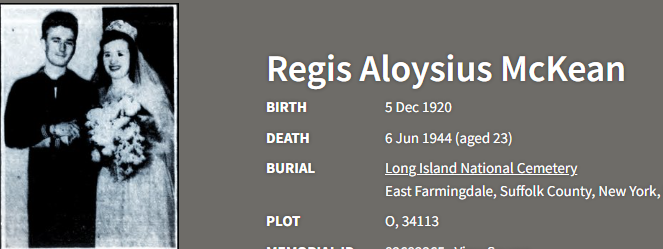 Regis Aloysius McKean
BIRTH 5 Dec 1920
DEATH 6 Jun 1944 (aged 23)
BURIAL Long Island National Cemetery
East Farmingdale, Suffolk County, New York,
PLOT O, 34113